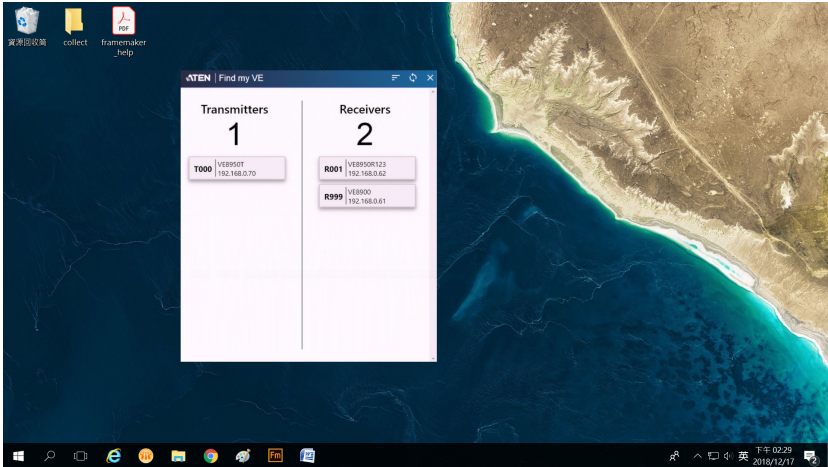 資源回收筒
collect
PDF
framemaker
_help
ATEN Find my VE
Transmitters
1
T000
VE8950T
192.168.0.70
Receivers
2
R001
VE8950R123
192.168.0.62
R999
VE8900
192.168.0.61
Fm
英
下午 02:29
2018/12/17
2